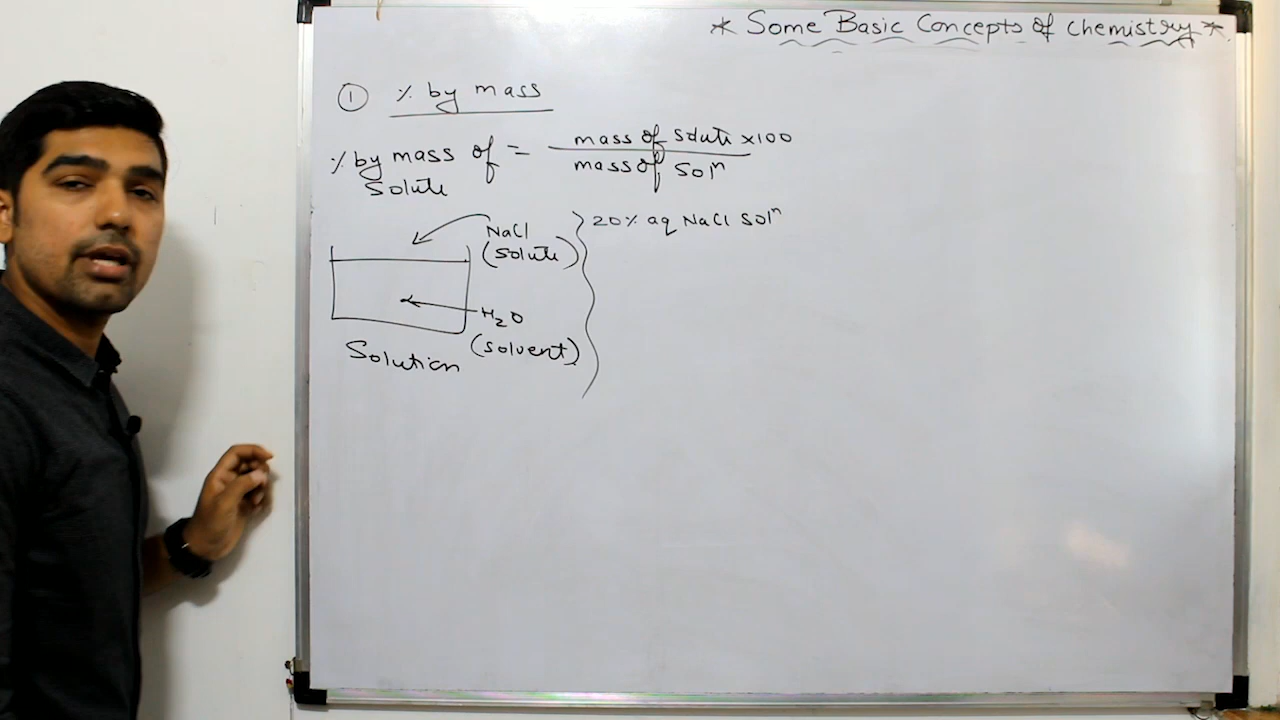 * Some Basic Concepts of chemistry *
① % by mass
% by mass of solute = mass of solute x100
mass of solⁿ
NaCl
(solute)
H₂O
(solvent)
Solution
20% aq NaCl solⁿ